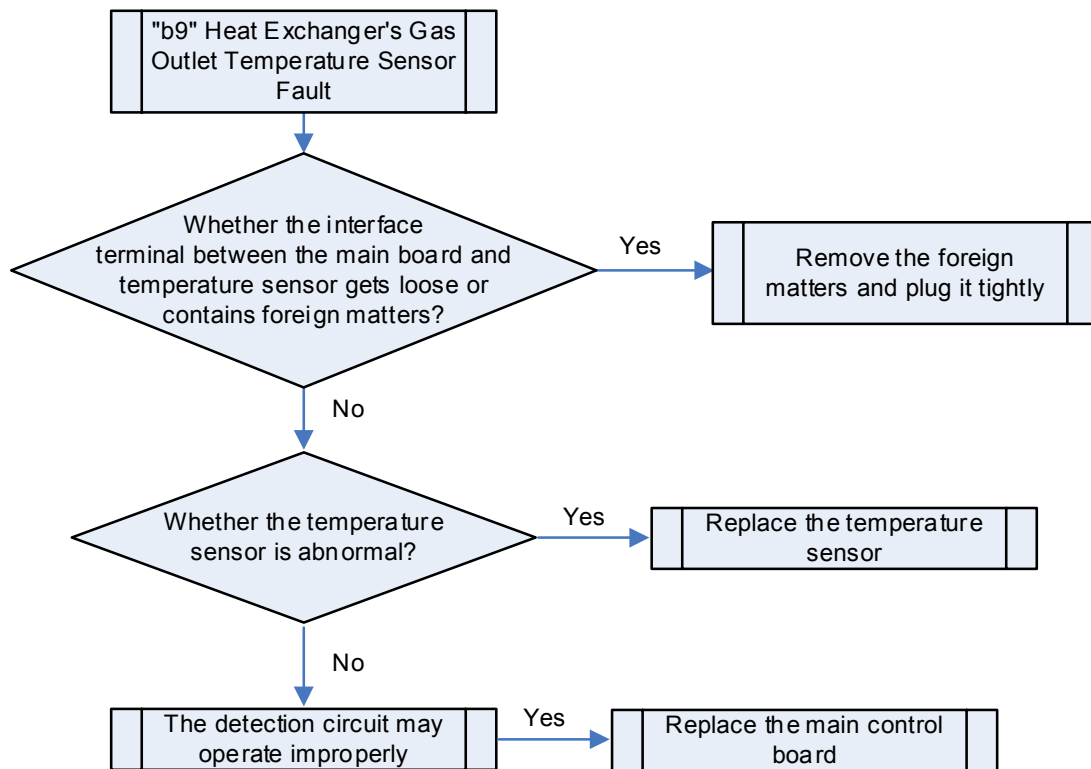 "b9" Heat Exchanger's Gas
Outlet Temperature Sensor
Fault
Whether the interface
terminal between the main board and
temperature sensor gets loose or
contains foreign matters?
Yes
Remove the foreign
matters and plug it tightly
No
Whether the temperature
sensor is abnormal?
Yes
Replace the temperature
sensor
No
The detection circuit may
operate improperly
Yes
Replace the main control
board